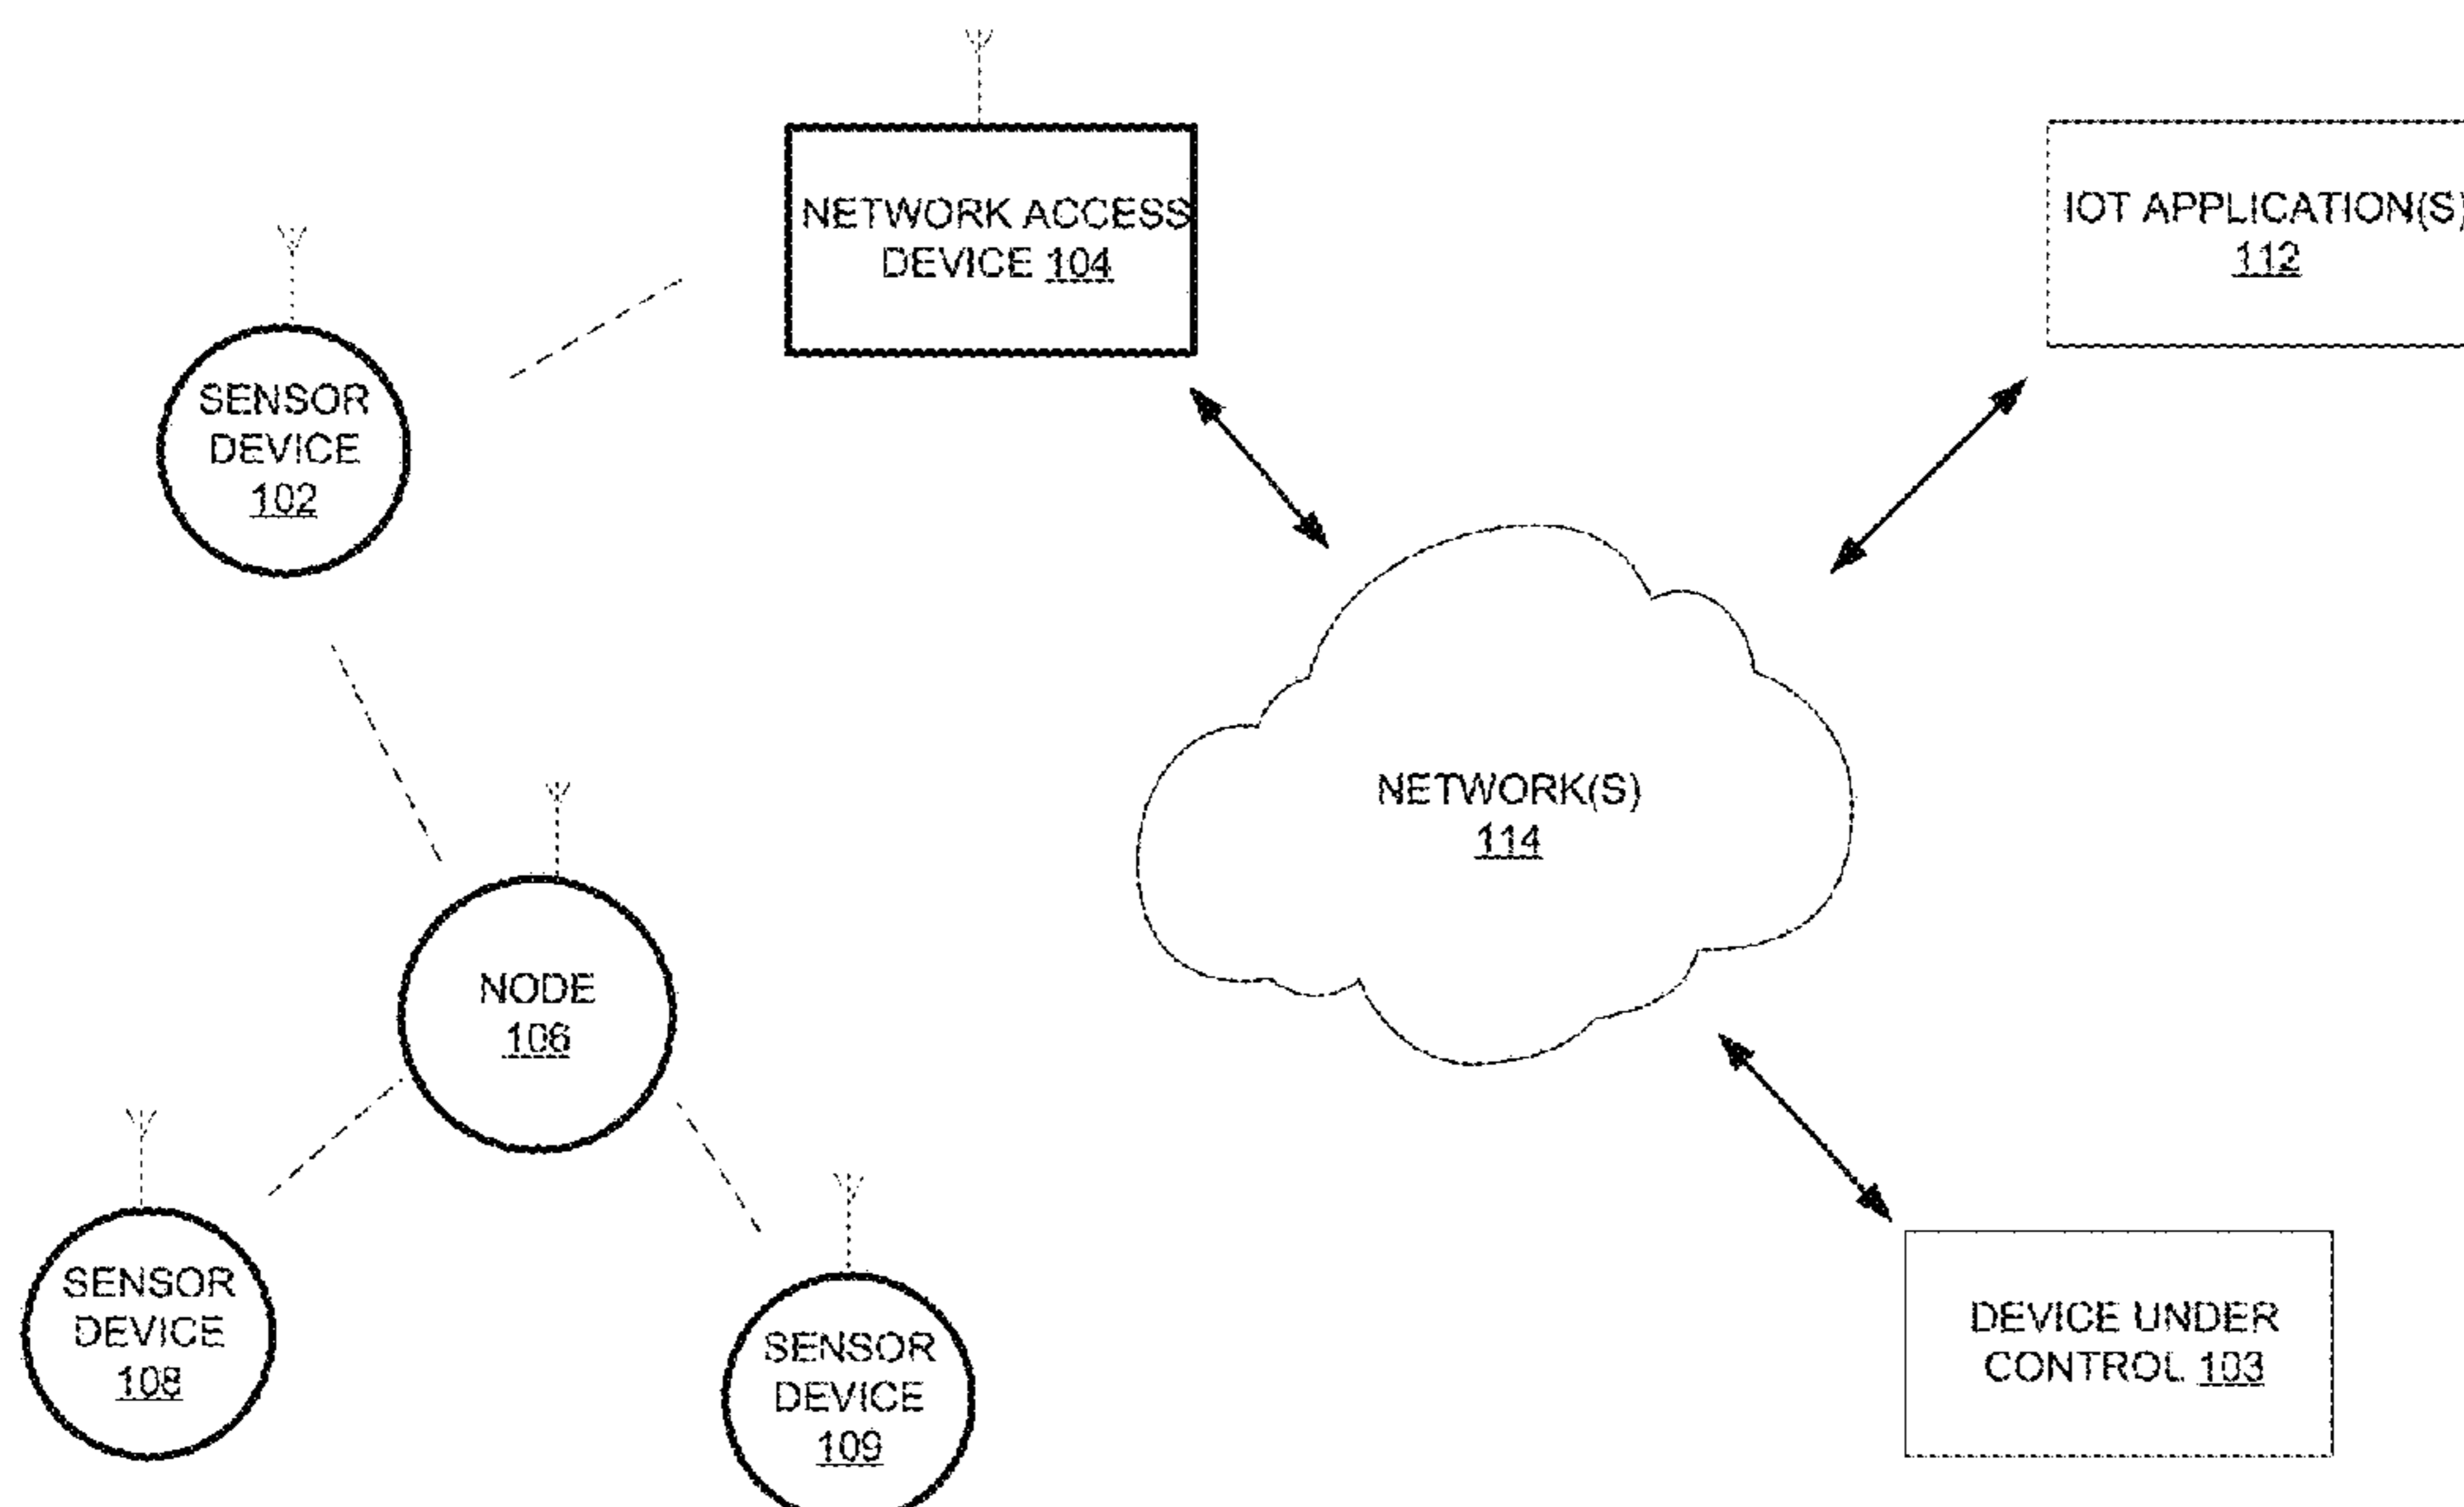 NETWORK ACCESS
DEVICE 104
IOT APPLICATION(S)
112
SENSOR
DEVICE
102
NETWORK(S)
114
NODE
106
SENSOR
DEVICE
108
SENSOR
DEVICE
109
DEVICE UNDER
CONTROL 103